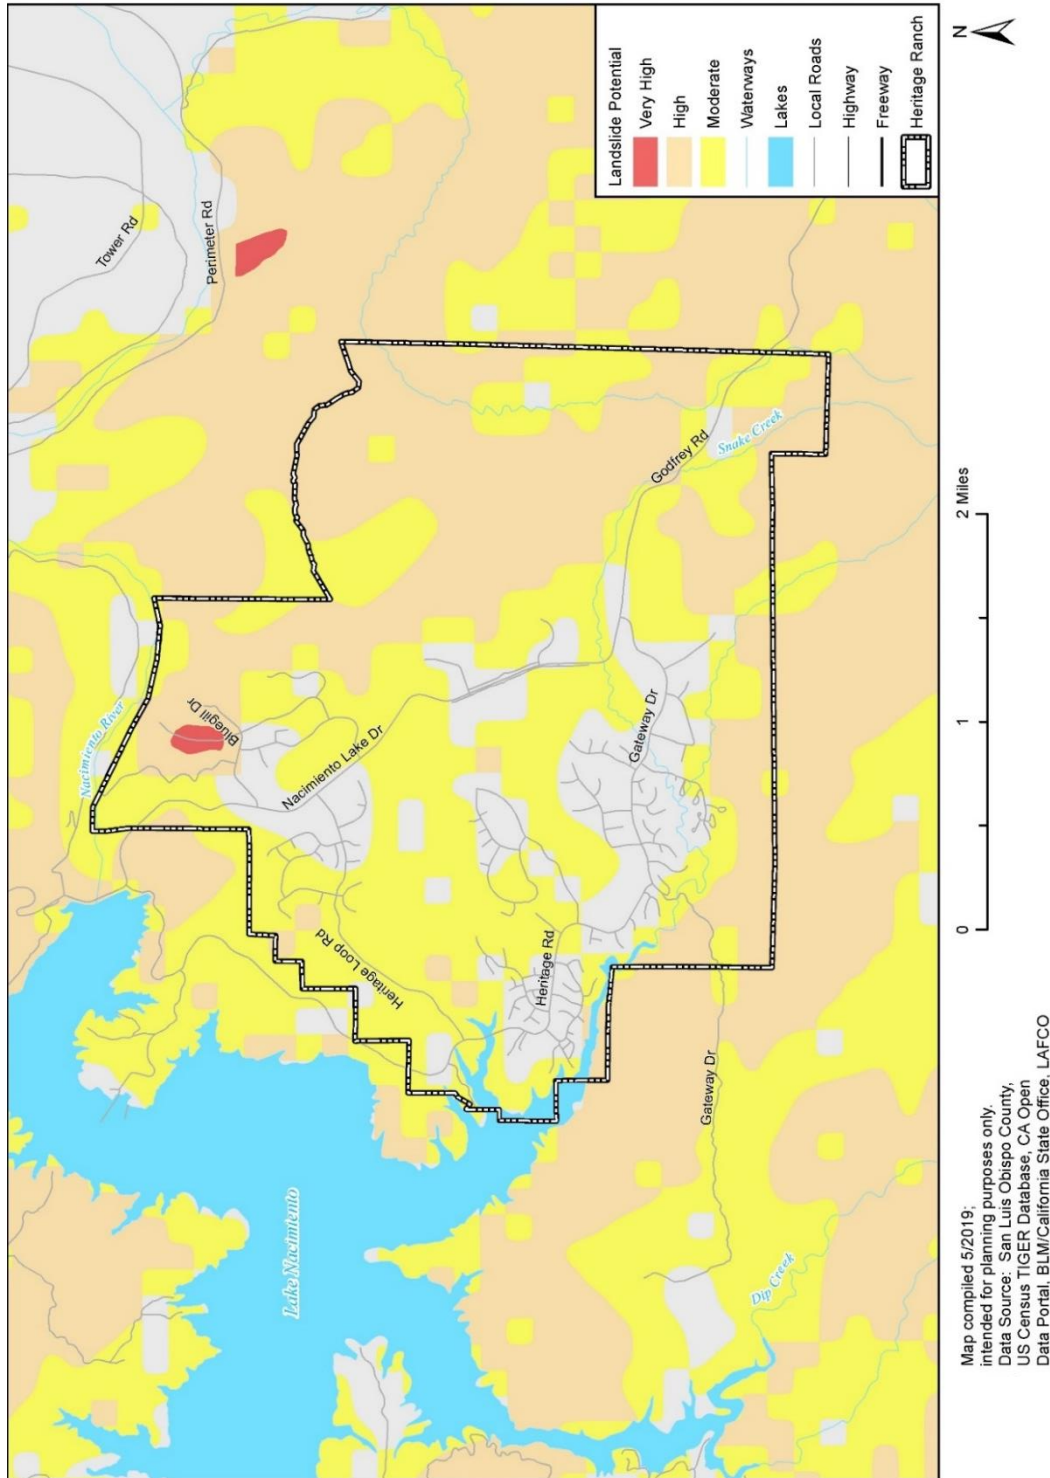 Tower Rd
Perimeter Rd
Nacimiento River
Bluegill Dr
Nacimiento Lake Dr
Heritage Loop Rd
Lake Nacimiento
Heritage Rd
Gateway Dr
Godfrey Rd
Snake Creek
Gateway Dr
Dip Creek
Landslide Potential
Very High
High
Moderate
Waterways
Lakes
Local Roads
Highway
Freeway
Heritage Ranch
N
0
1
2 Miles
Map compiled 5/2019;
intended for planning purposes only.
Data Source: San Luis Obispo County,
US Census TIGER Database, CA Open
Data Portal, BLM/California State Office, LAFCO